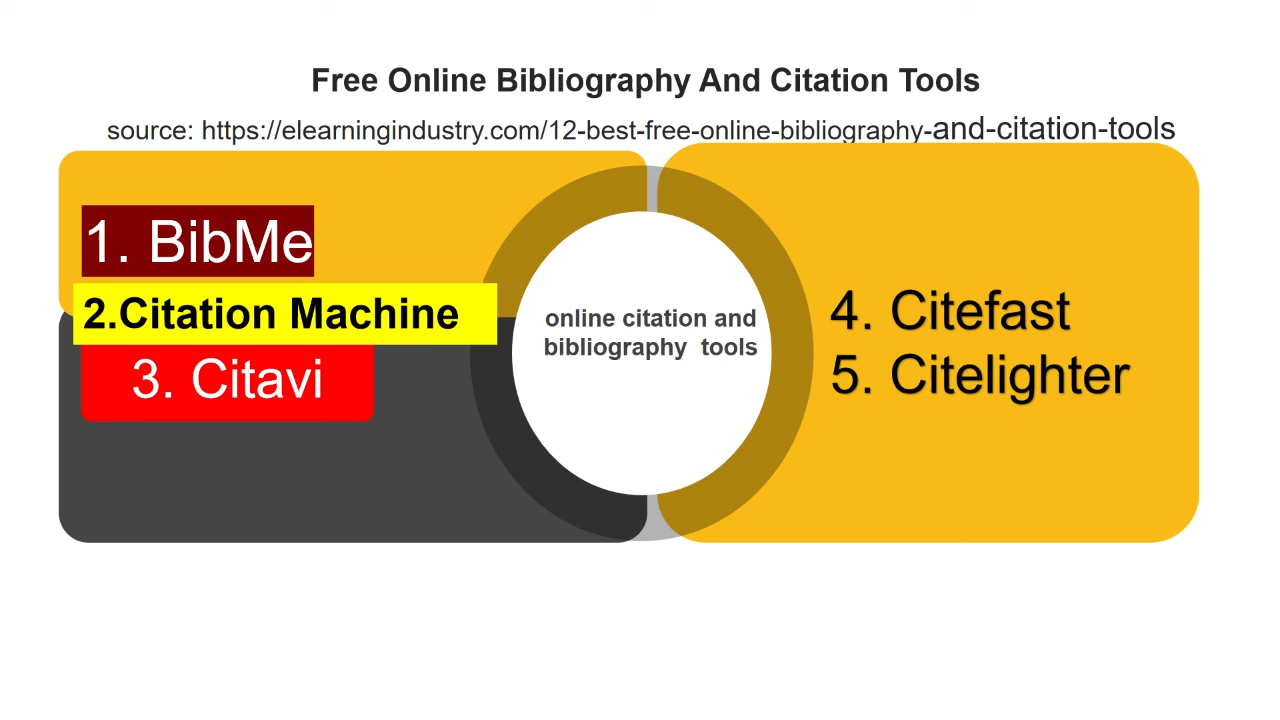 Free Online Bibliography And Citation Tools
source: https://elearningindustry.com/12-best-free-online-bibliography-and-citation-tools
1. BibMe
2.Citation Machine
3. Citavi
online citation and
bibliography tools
4. Citefast
5. Citelighter